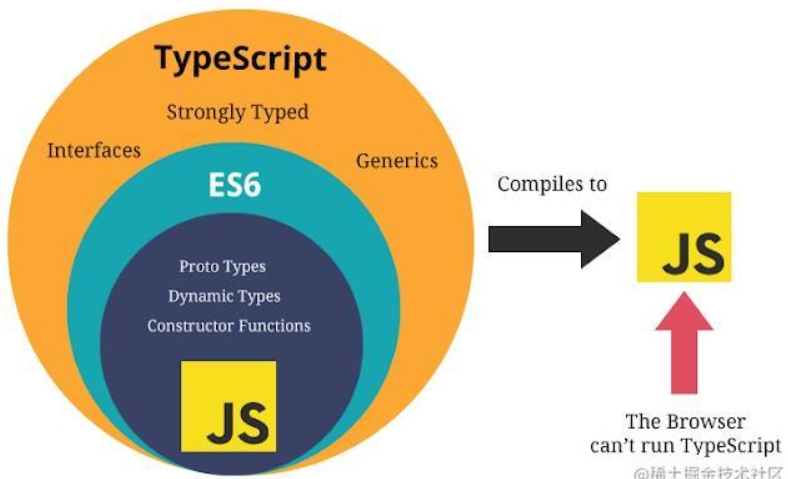 TypeScript
Strongly Typed
Interfaces
Generics
ES6
Proto Types
Dynamic Types
Constructor Functions
JS
Compiles to
JS
The Browser
can't run TypeScript
@稀土掘金技术社区